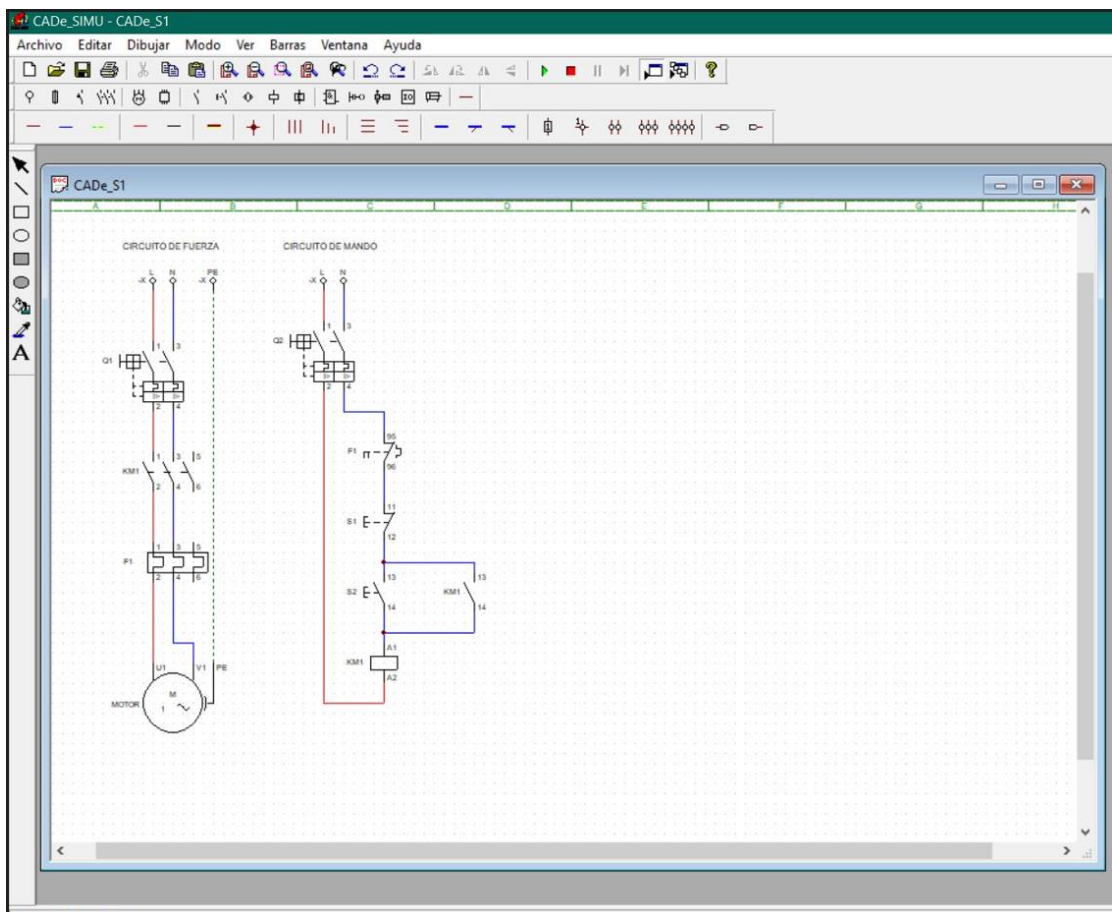 CADe_SIMU - CADe_S1
Archivo Editar Dibujar Modo Ver Barras Ventana Ayuda
A
CADe_S1
A B C D E F G H
CIRCUITO DE FUERZA CIRCUITO DE MANDO
L N PE L N
-X -X -X
1 3 1 3
Q1 Q2
2 4 2 4
95
F1
96
1 3 5
KM1
2 4 6
11
S1
12
1 3 5
F1
2 4 6
13 13
S2 KM1
14 14
A1
KM1
A2
U1 V1 PE
M
MOTOR 1